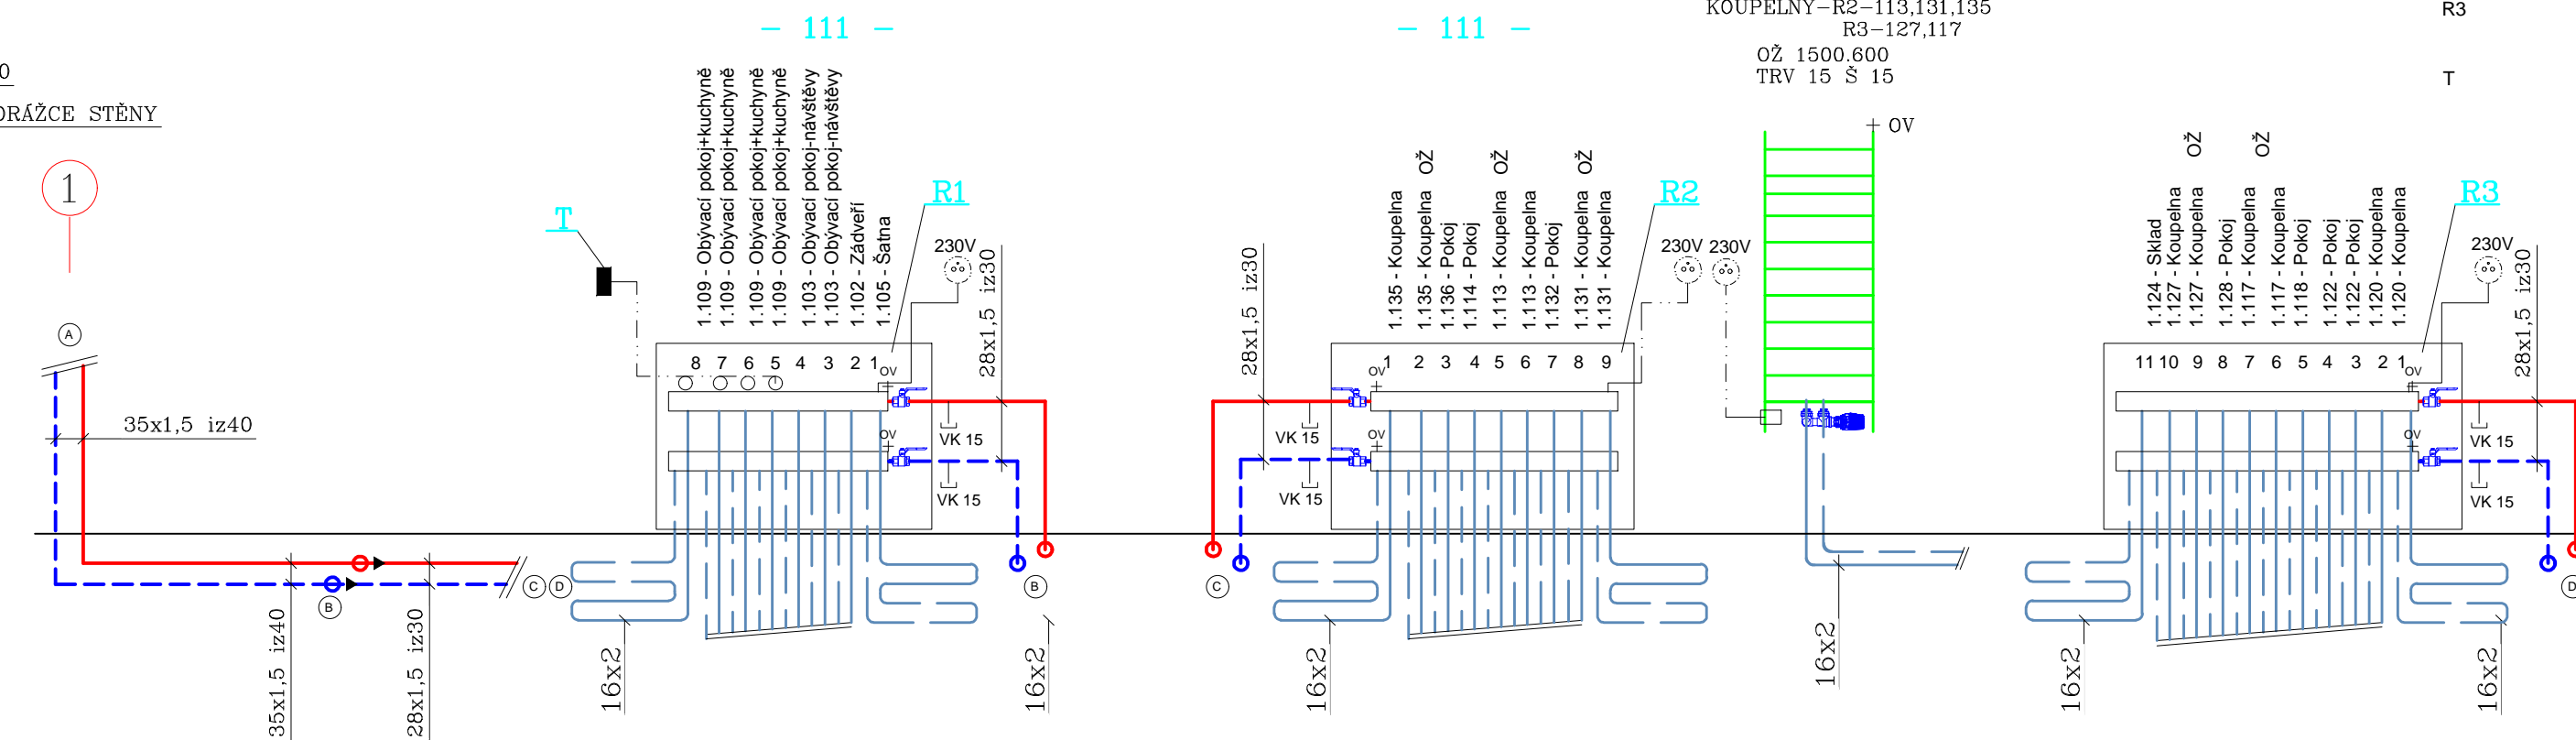 KOUPELNY-R2-113,131,135
R3-127,117
OŽ 1500.600
TRV 15 Š 15
R3
T
0
DRÁŽCE STĚNY
- 111 -
- 111 -
1
A
35x1,5 iz40
35x1,5 iz40
28x1,5 iz30
B
C
D
T
1.109 - Obývací pokoj+kuchyně
1.109 - Obývací pokoj+kuchyně
1.109 - Obývací pokoj+kuchyně
1.109 - Obývací pokoj+kuchyně
1.103 - Obývací pokoj-návštěvy
1.103 - Obývací pokoj-návštěvy
1.102 - Zádveří
1.105 - Šatna
R1
230V
8 7 6 5 4 3 2 1
OV
OV
VK 15
VK 15
28x1,5 iz30
16x2
B
16x2
28x1,5 iz30
C
VK 15
VK 15
1.135 - Koupelna
1.135 - Koupelna OŽ
1.136 - Pokoj
1.114 - Pokoj
1.113 - Koupelna OŽ
1.113 - Koupelna
1.132 - Pokoj
1.131 - Koupelna OŽ
1.131 - Koupelna
R2
230V
230V
OV
OV
1 2 3 4 5 6 7 8 9
16x2
OV
16x2
1.124 - Sklad
1.127 - Koupelna
1.127 - Koupelna OŽ
1.128 - Pokoj
1.117 - Koupelna OŽ
1.117 - Koupelna
1.118 - Pokoj
1.122 - Pokoj
1.122 - Pokoj
1.120 - Koupelna
1.120 - Koupelna
R3
230V
11 10 9 8 7 6 5 4 3 2 1
OV
OV
VK 15
VK 15
28x1,5 iz30
16x2
16x2
D